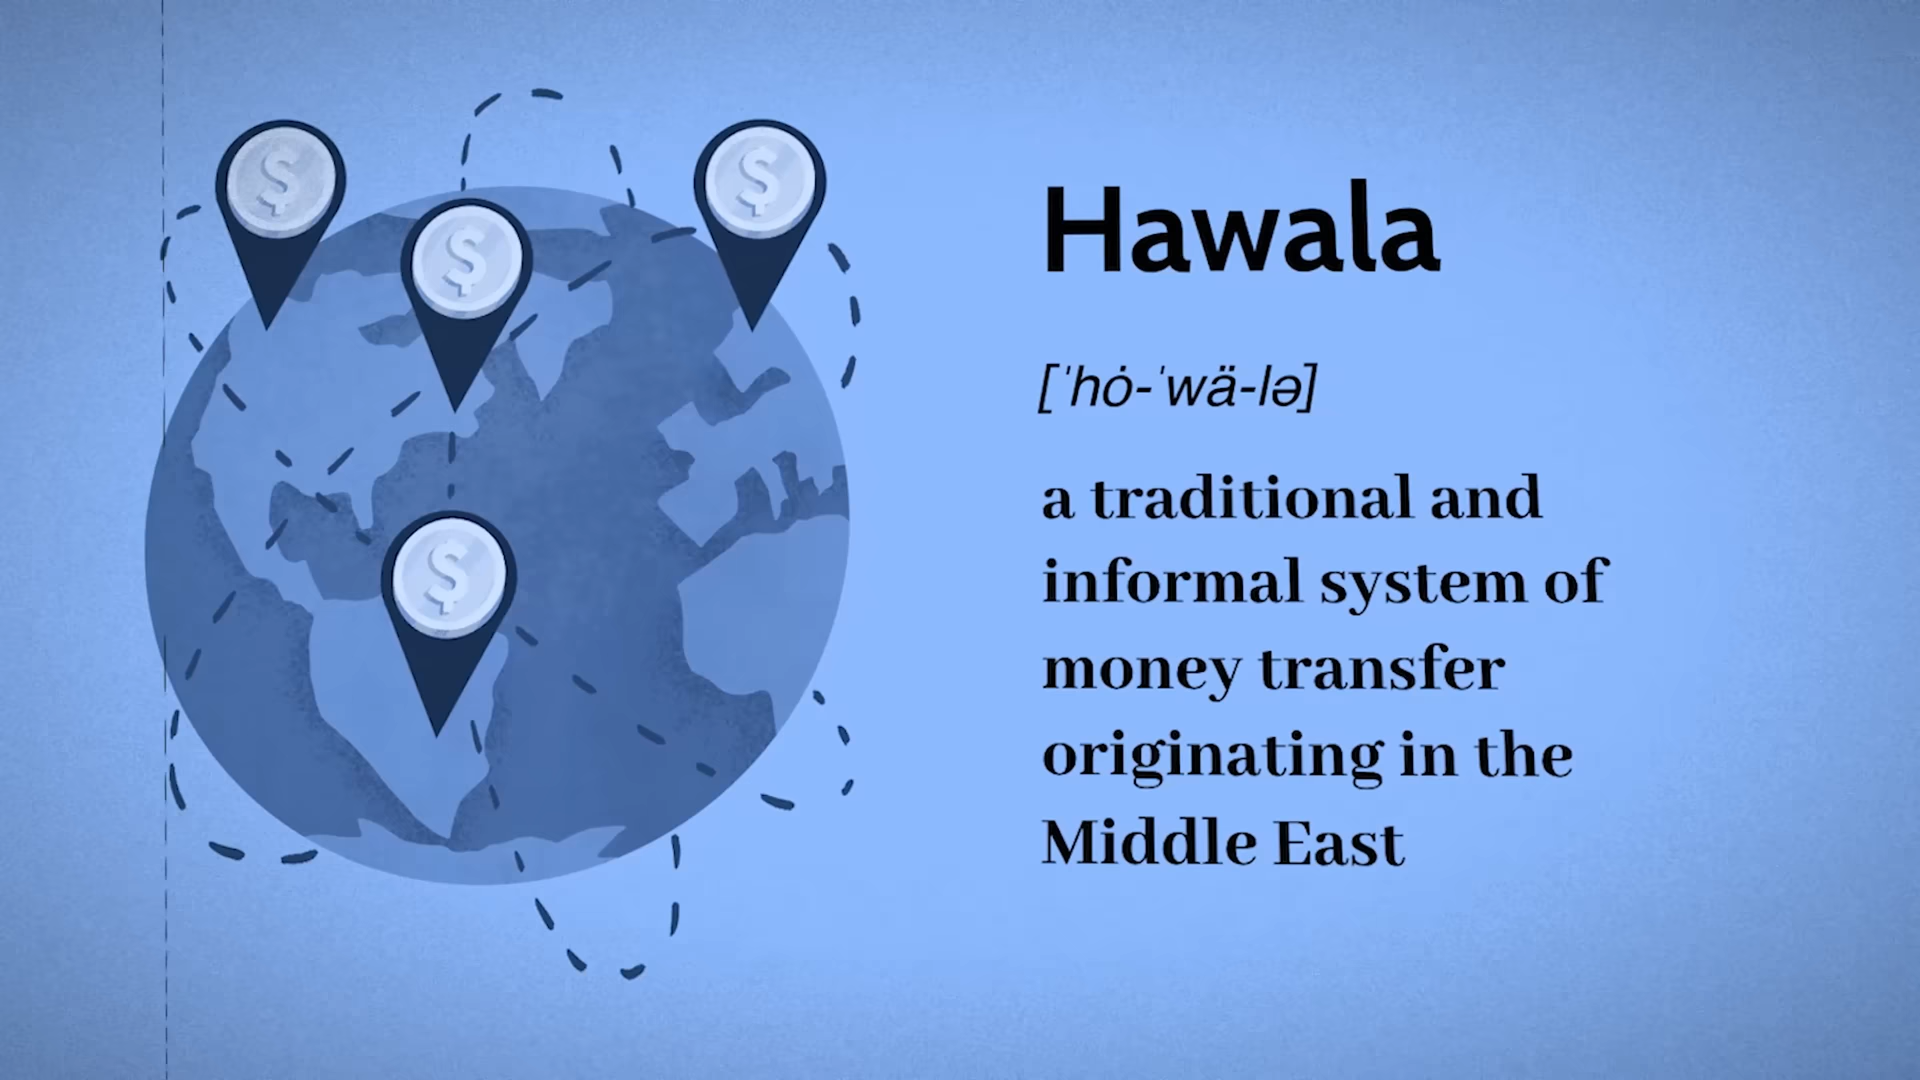 Hawala
[ˈhȯ-ˈwä-lə]
a traditional and
informal system of
money transfer
originating in the
Middle East
$
$
$
$